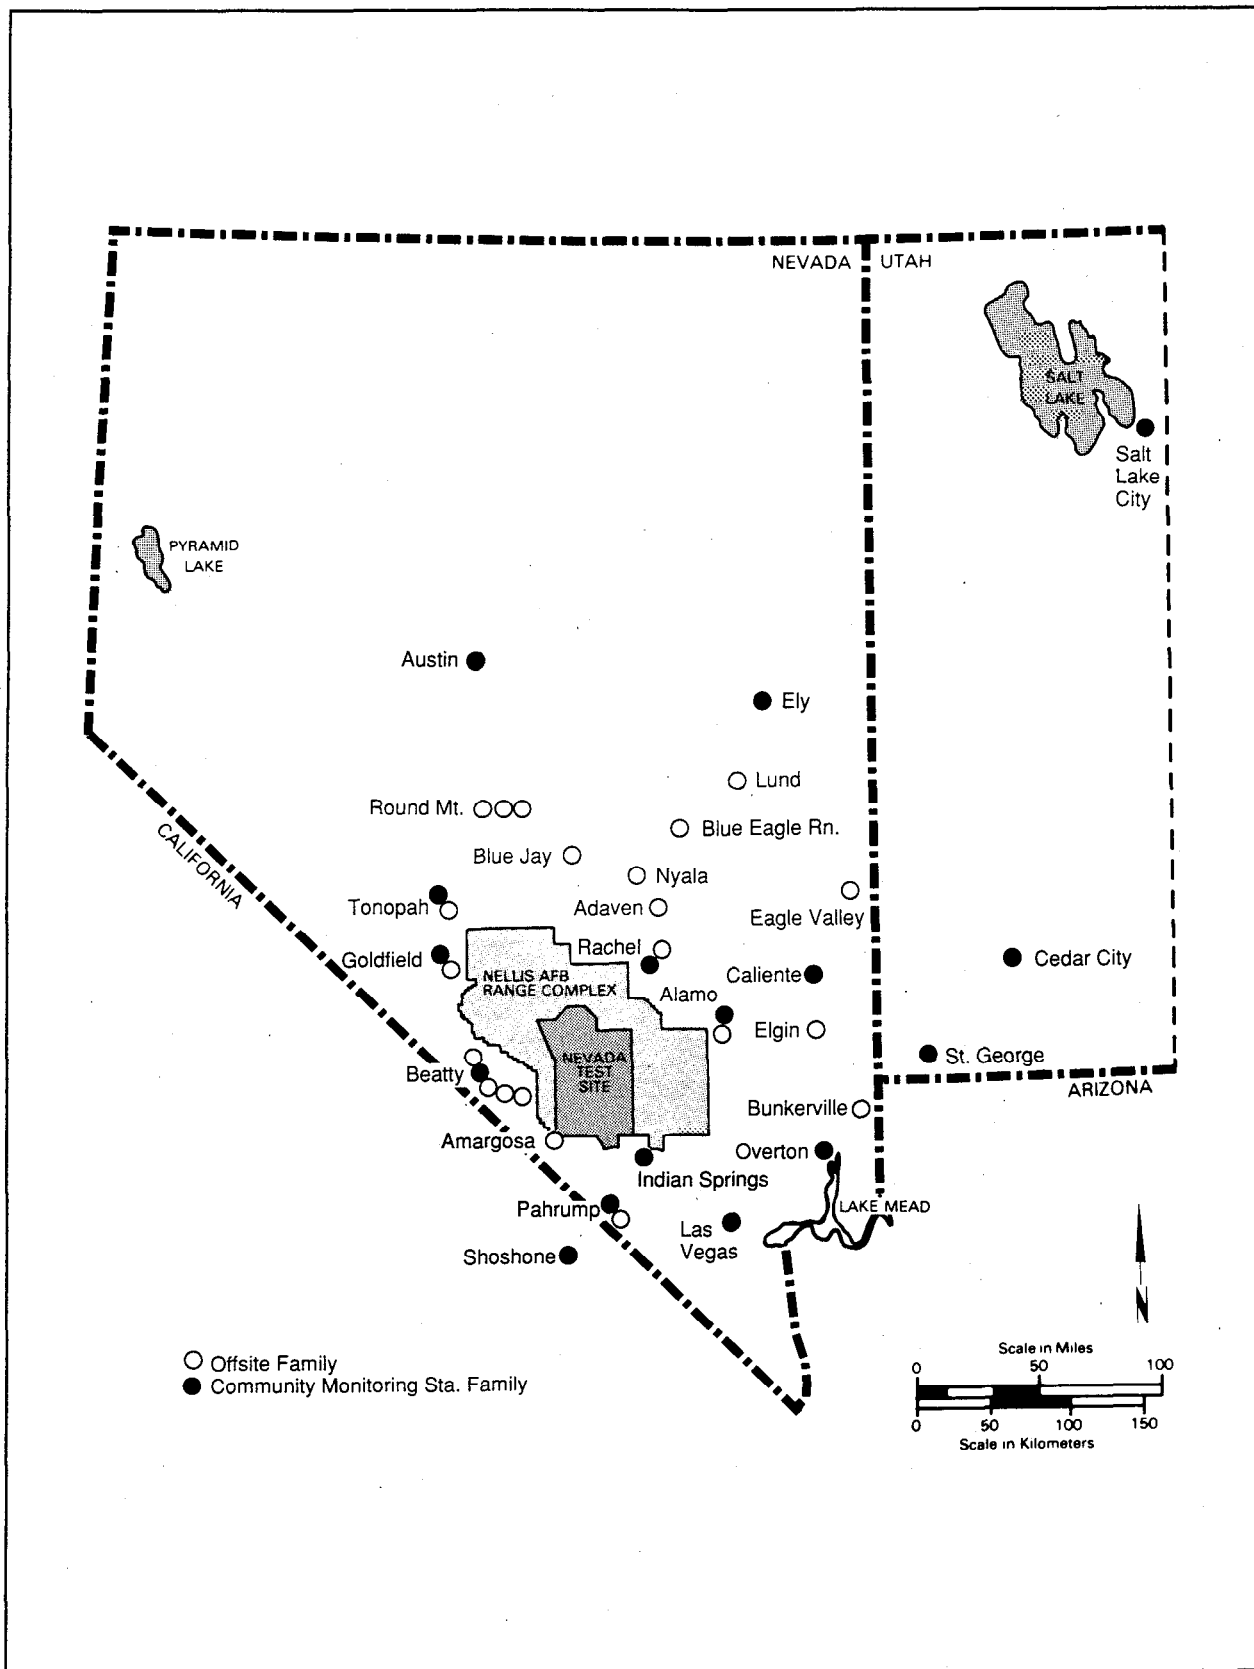 NEVADA
UTAH
SALT
LAKE
Salt
Lake
City
PYRAMID
LAKE
Austin
Ely
Lund
Round Mt.
Blue Eagle Rn.
CALIFORNIA
Blue Jay
Nyala
Tonopah
Adaven
Eagle Valley
Rachel
Goldfield
NELLIS AFB
RANGE COMPLEX
Caliente
Cedar City
Alamo
Elgin
NEVADA
TEST
SITE
Beatty
St. George
ARIZONA
Bunkerville
Amargosa
Overton
Indian Springs
Pahrump
LAKE MEAD
Las
Vegas
Shoshone
N
Offsite Family
Community Monitoring Sta. Family
Scale in Miles
0 50 100
0 50 100 150
Scale in Kilometers